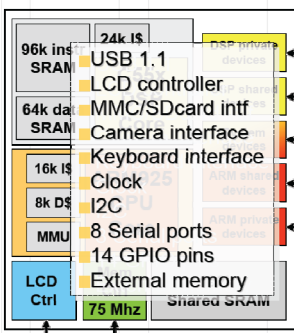 96k inst
SRAM
24k I$
64k data
SRAM
16k I$
8k D$
MMU
LCD
Ctrl
75 Mhz
Shared SRAM
DSP private
devices
shared
devices
devices
ARM shared
devices
ARM private
devices
USB 1.1
LCD controller
MMC/SDcard intf
Camera interface
Keyboard interface
Clock
I2C
8 Serial ports
14 GPIO pins
External memory